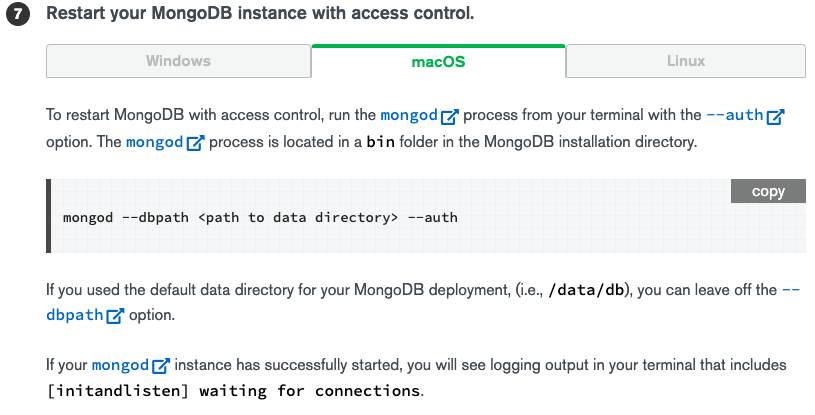 7 Restart your MongoDB instance with access control.
Windows macOS Linux
To restart MongoDB with access control, run the mongod process from your terminal with the --auth
option. The mongod process is located in a bin folder in the MongoDB installation directory.
copy
mongod --dbpath <path to data directory> --auth
If you used the default data directory for your MongoDB deployment, (i.e., /data/db), you can leave off the --
dbpath option.
If your mongod instance has successfully started, you will see logging output in your terminal that includes
[initandlisten] waiting for connections.